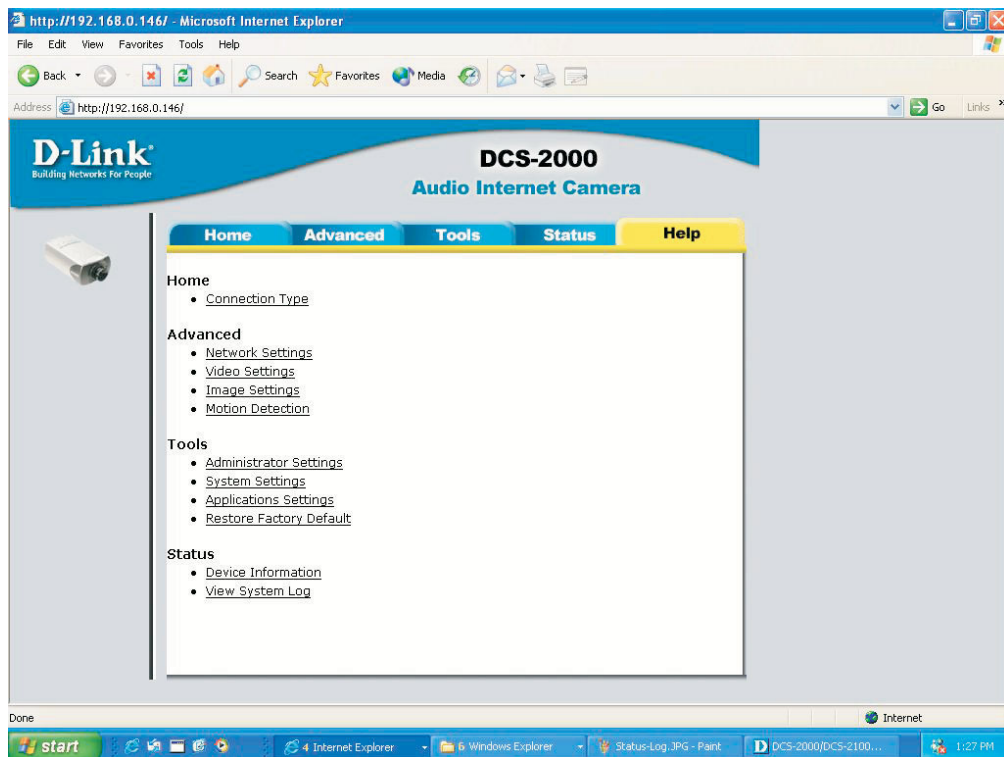 http://192.168.0.146/ - Microsoft Internet Explorer
File Edit View Favorites Tools Help
Back Search Favorites Media
Address http://192.168.0.146/ Go Links »
D-Link
Building Networks For People
DCS-2000
Audio Internet Camera
Home Advanced Tools Status Help
Home
• Connection Type
Advanced
• Network Settings
• Video Settings
• Image Settings
• Motion Detection
Tools
• Administrator Settings
• System Settings
• Applications Settings
• Restore Factory Default
Status
• Device Information
• View System Log
Done Internet
start 4 Internet Explorer 6 Windows Explorer Status-Log.JPG - Paint DCS-2000/DCS-2100... 1:27 PM